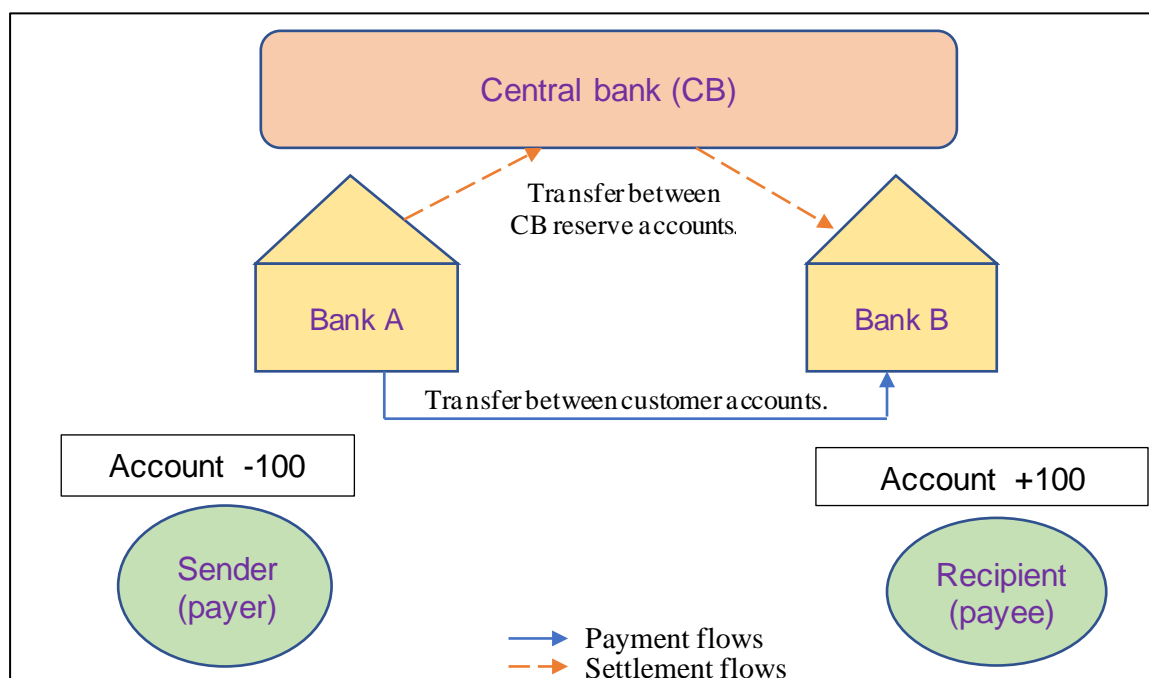 Central bank (CB)
Transfer between
CB reserve accounts.
Bank A
Bank B
Transfer between customer accounts.
Account -100
Account +100
Sender
(payer)
Recipient
(payee)
Payment flows
Settlement flows